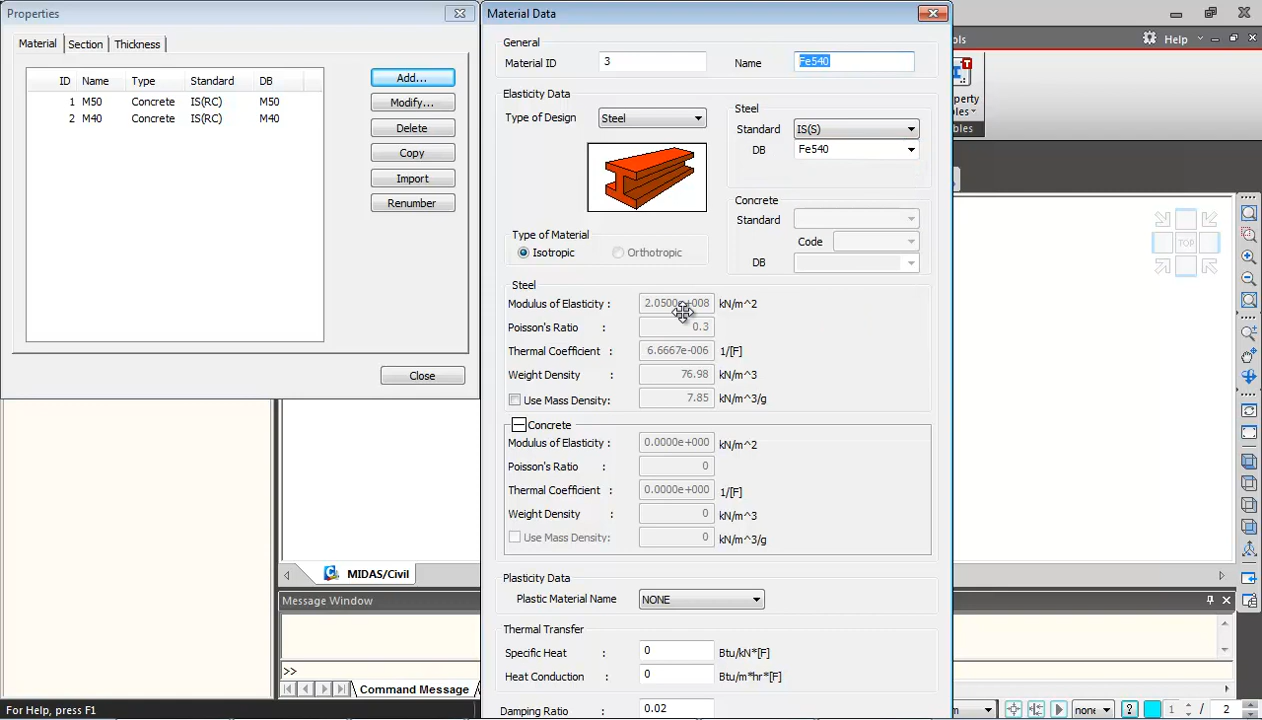 Properties
Material Section Thickness
ID Name Type Standard DB
1 M50 Concrete IS(RC) M50
2 M40 Concrete IS(RC) M40
Add...
Modify...
Delete
Copy
Import
Renumber
Close
Material Data
General
Material ID 3 Name Fe540
Elasticity Data
Type of Design Steel
Steel
Standard IS(S)
DB Fe540
Concrete
Standard
Code
DB
Type of Material
Isotropic Orthotropic
Steel
Modulus of Elasticity : 2.0500e+008 kN/m^2
Poisson's Ratio : 0.3
Thermal Coefficient : 6.6667e-006 1/[F]
Weight Density : 76.98 kN/m^3
Use Mass Density: 7.85 kN/m^3/g
Concrete
Modulus of Elasticity : 0.0000e+000 kN/m^2
Poisson's Ratio : 0
Thermal Coefficient : 0.0000e+000 1/[F]
Weight Density : 0 kN/m^3
Use Mass Density: 0 kN/m^3/g
Plasticity Data
Plastic Material Name NONE
Thermal Transfer
Specific Heat : 0 Btu/kN*[F]
Heat Conduction : 0 Btu/m*hr*[F]
Damping Ratio : 0.02
Help
TOP
MIDAS/Civil
Message Window
>>
Command Message
For Help, press F1
none ? 1 / 2